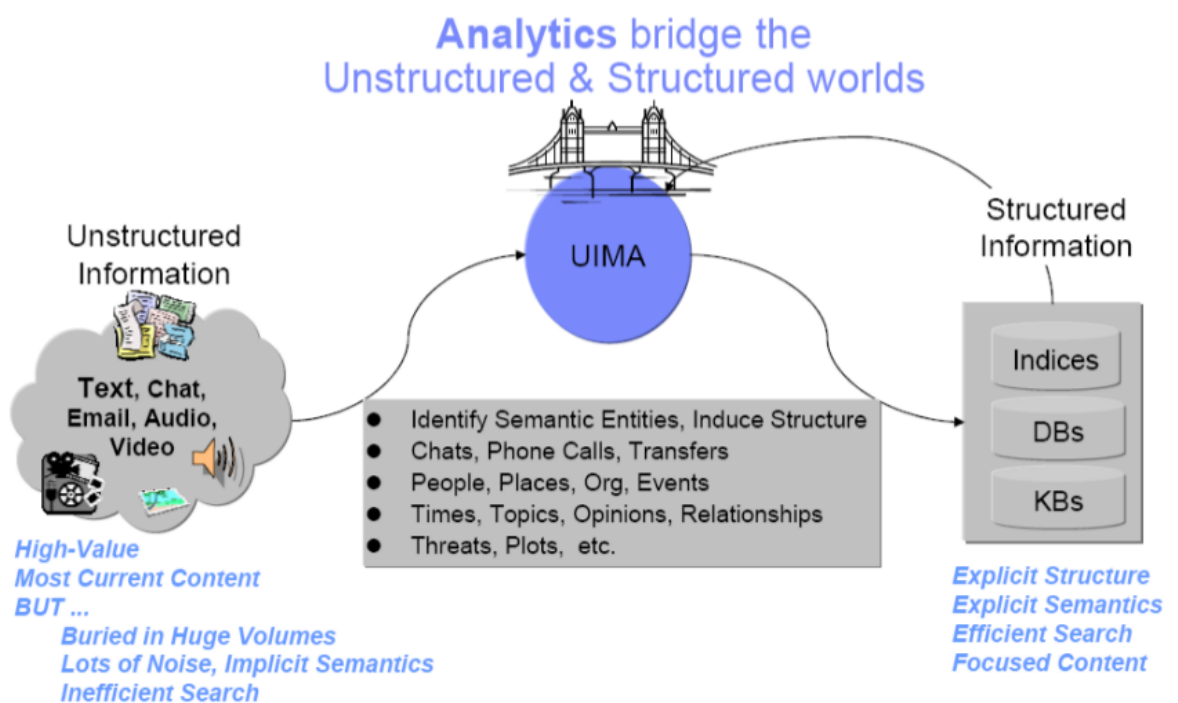 Analytics bridge the
Unstructured & Structured worlds
Unstructured
Information
Text, Chat,
Email, Audio,
Video
High-Value
Most Current Content
BUT ...
Buried in Huge Volumes
Lots of Noise, Implicit Semantics
Inefficient Search
UIMA
● Identify Semantic Entities, Induce Structure
● Chats, Phone Calls, Transfers
● People, Places, Org, Events
● Times, Topics, Opinions, Relationships
● Threats, Plots, etc.
Structured
Information
Indices
DBs
KBs
Explicit Structure
Explicit Semantics
Efficient Search
Focused Content